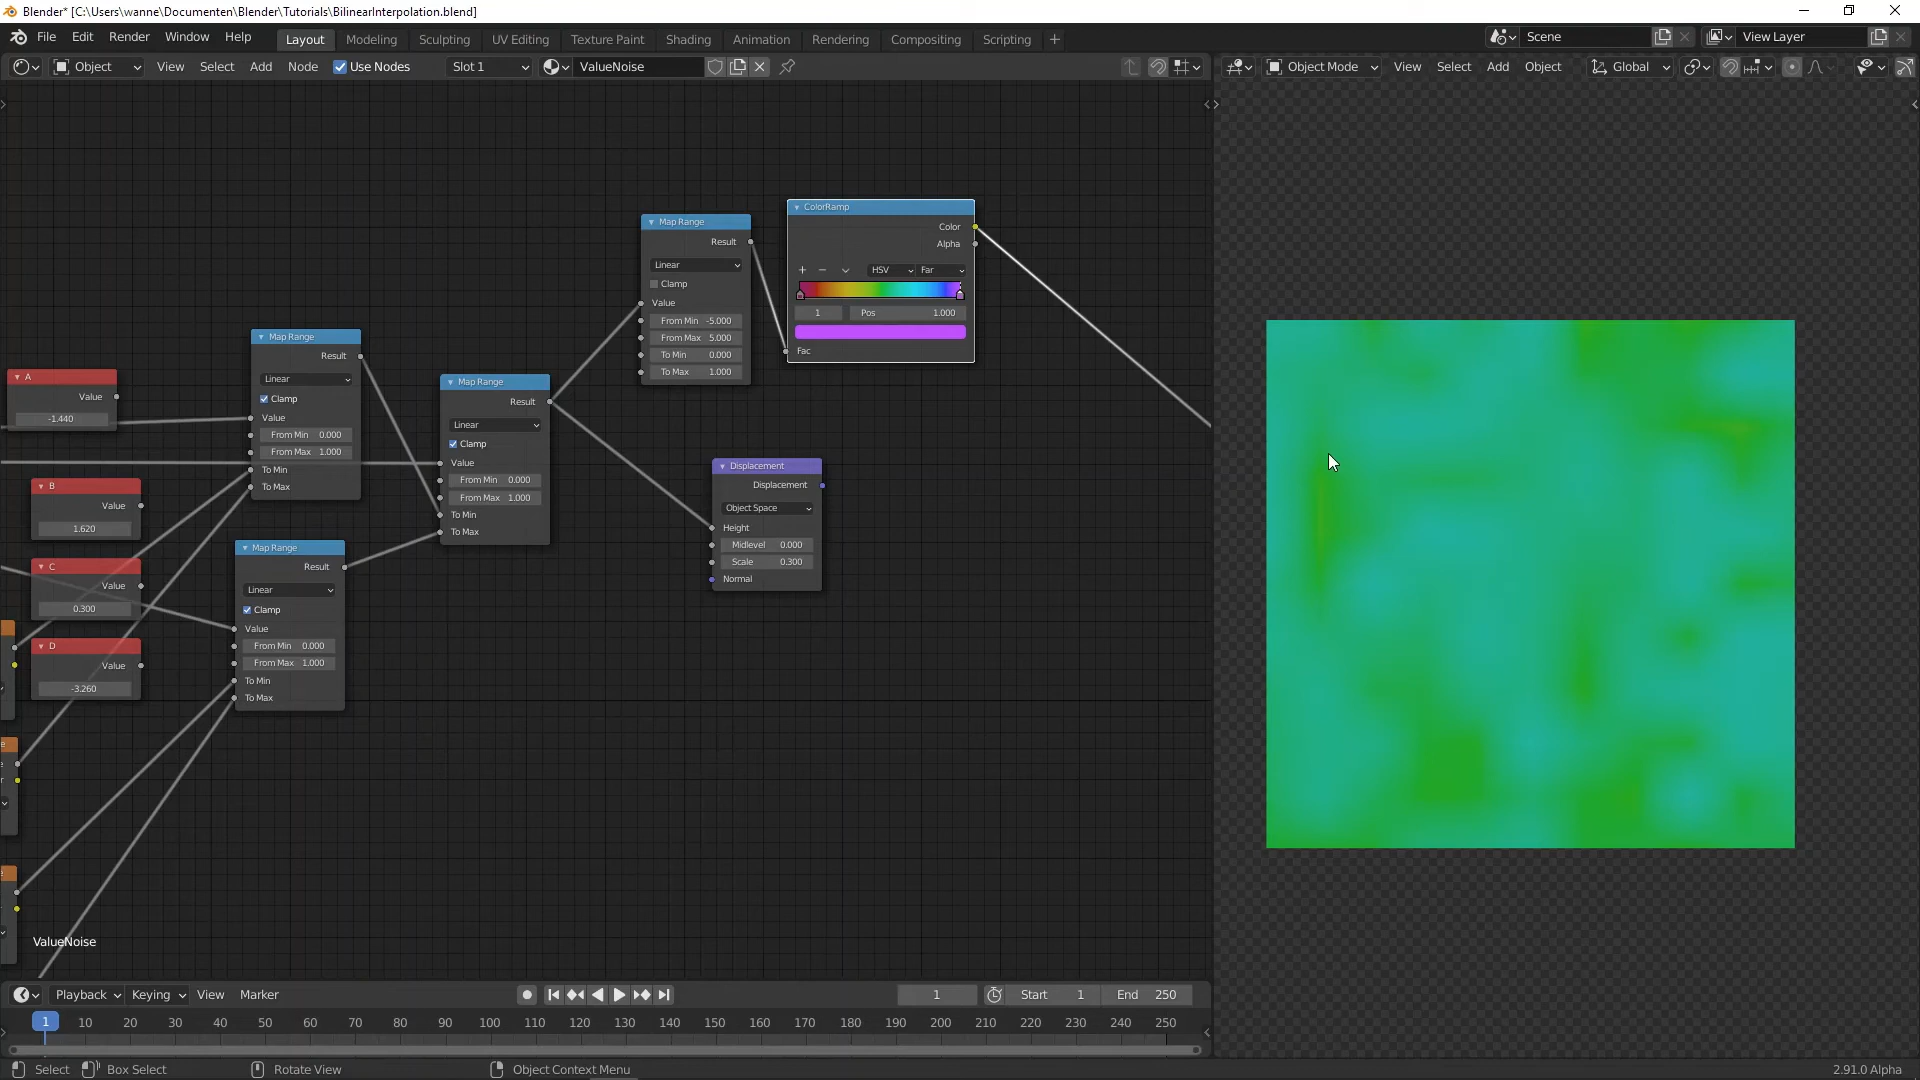 Blender* [C:\Users\wanne\Documenten\Blender\Tutorials\BilinearInterpolation.blend]
File Edit Render Window Help Layout Modeling Sculpting UV Editing Texture Paint Shading Animation Rendering Compositing Scripting + Scene View Layer
Object View Select Add Node Use Nodes Slot 1 ValueNoise
Object Mode View Select Add Object Global
Map Range
Result
Linear
Clamp
Value
From Min -5.000
From Max 5.000
To Min 0.000
To Max 1.000
ColorRamp
Color
Alpha
+ − HSV Far
1 Pos 1.000
Fac
Map Range
Result
Linear
Clamp
Value
From Min 0.000
From Max 1.000
To Min
To Max
A
Value
-1.440
B
Value
1.620
C
Value
0.300
D
Value
-3.260
Map Range
Result
Linear
Clamp
Value
From Min 0.000
From Max 1.000
To Min
To Max
Map Range
Result
Linear
Clamp
Value
From Min 0.000
From Max 1.000
To Min
To Max
Displacement
Displacement
Object Space
Height
Midlevel 0.000
Scale 0.300
Normal
ValueNoise
Playback Keying View Marker 1 Start 1 End 250
1 10 20 30 40 50 60 70 80 90 100 110 120 130 140 150 160 170 180 190 200 210 220 230 240 250
Select Box Select Rotate View Object Context Menu 2.91.0 Alpha